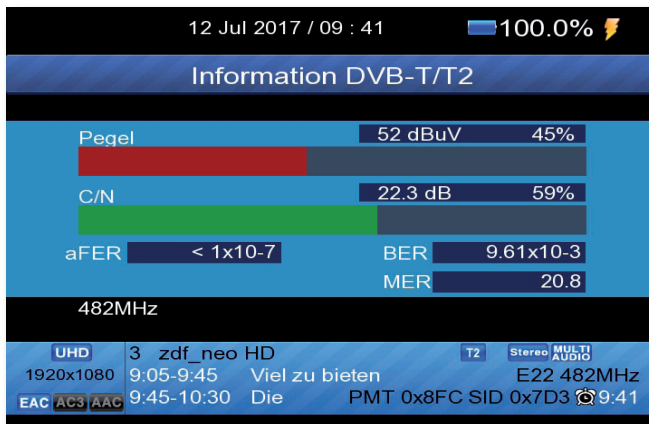 12 Jul 2017 / 09 : 41 100.0%
Information DVB-T/T2
Pegel 52 dBuV 45%
C/N 22.3 dB 59%
aFER < 1x10-7 BER 9.61x10-3
MER 20.8
482MHz
UHD 3 zdf_neo HD T2 Stereo MULTI AUDIO
1920x1080 9:05-9:45 Viel zu bieten E22 482MHz
EAC AC3 AAC 9:45-10:30 Die PMT 0x8FC SID 0x7D3 9:41